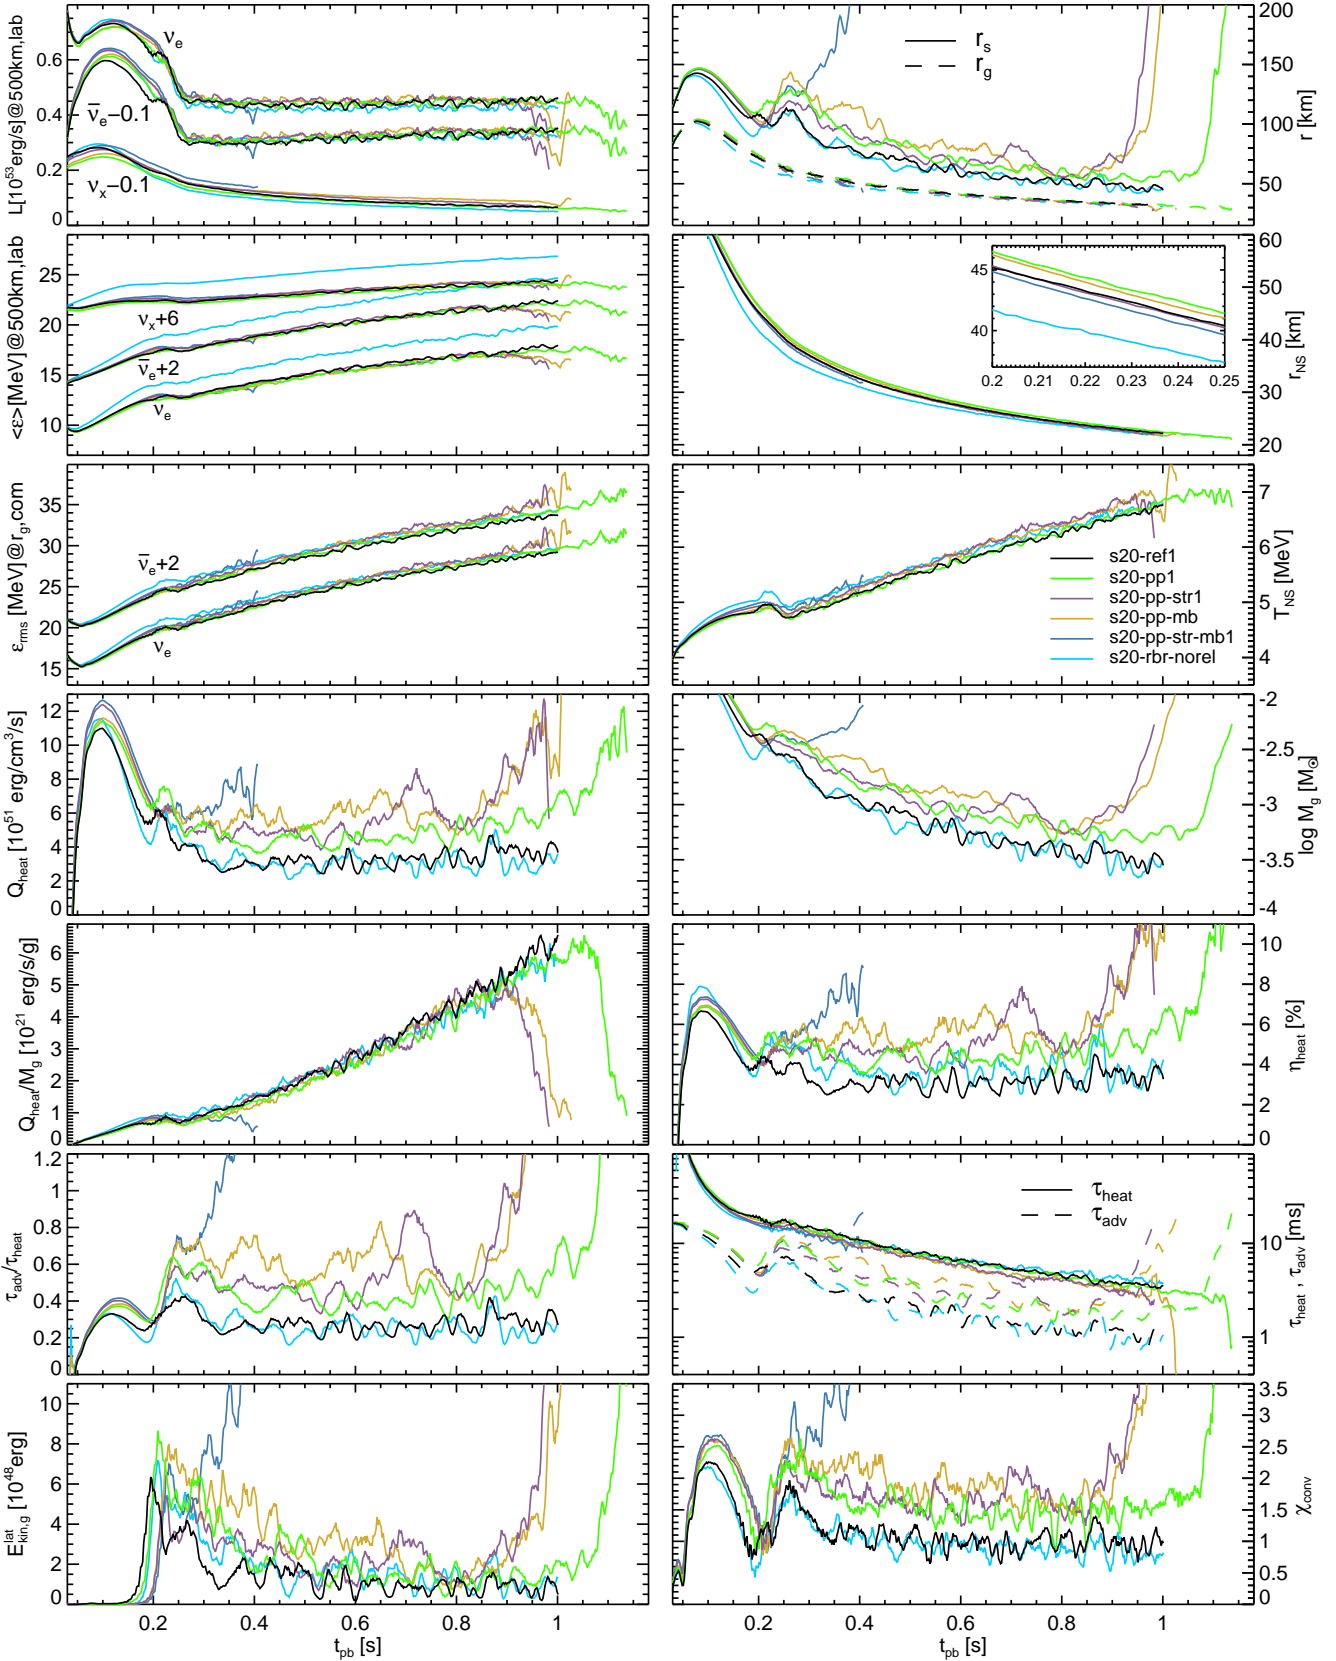 L[10^53 erg/s]@500km,lab
0.6
0.4
0.2
0
ν_e
ν̄_e−0.1
ν_x−0.1
r_s
r_g
200
150
100
50
r [km]
<ε>[MeV]@500km,lab
25
20
15
10
ν_x+6
ν̄_e+2
ν_e
45
40
0.2 0.21 0.22 0.23 0.24 0.25
60
50
40
30
20
r_NS [km]
ε_rms [MeV]@r_g,com
35
30
25
20
15
ν̄_e+2
ν_e
s20-ref1
s20-pp1
s20-pp-str1
s20-pp-mb
s20-pp-str-mb1
s20-rbr-norel
7
6
5
4
T_NS [MeV]
Q_heat [10^51 erg/cm^3/s]
12
10
8
6
4
2
0
-2
-2.5
-3
-3.5
-4
log M_g [M_⊙]
Q_heat/M_g [10^21 erg/s/g]
6
5
4
3
2
1
0
10
8
6
4
2
0
η_heat [%]
τ_adv/τ_heat
1.2
1
0.8
0.6
0.4
0.2
0
τ_heat
τ_adv
10
1
τ_heat , τ_adv [ms]
E^lat_kin,g [10^48 erg]
10
8
6
4
2
0
0.2 0.4 0.6 0.8 1
t_pb [s]
3.5
3
2.5
2
1.5
1
0.5
0
χ_conv
0.2 0.4 0.6 0.8 1
t_pb [s]